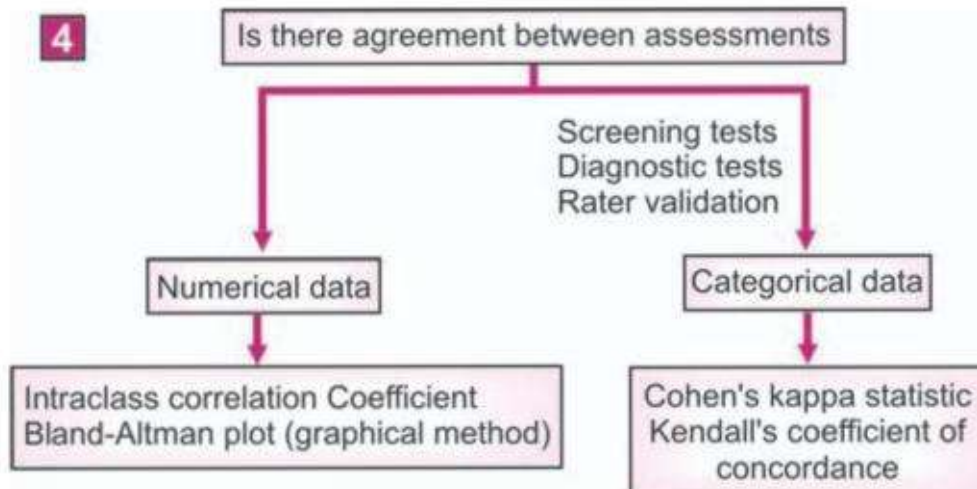 4
Is there agreement between assessments
Screening tests
Diagnostic tests
Rater validation
Numerical data
Categorical data
Intraclass correlation Coefficient
Bland-Altman plot (graphical method)
Cohen's kappa statistic
Kendall's coefficient of
concordance